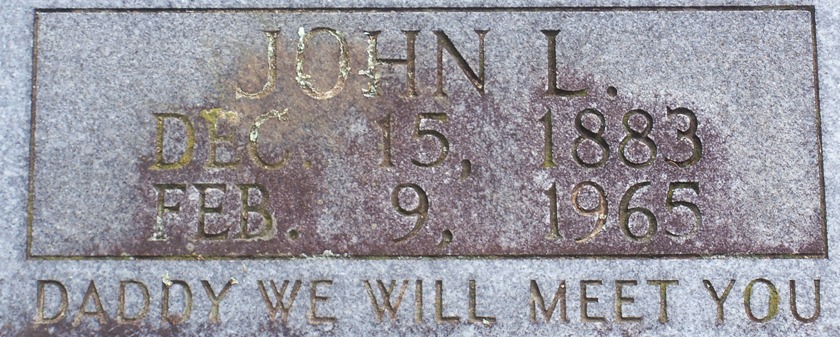 JOHN L.
DEC. 15, 1883
FEB. 9, 1965
DADDY WE WILL MEET YOU